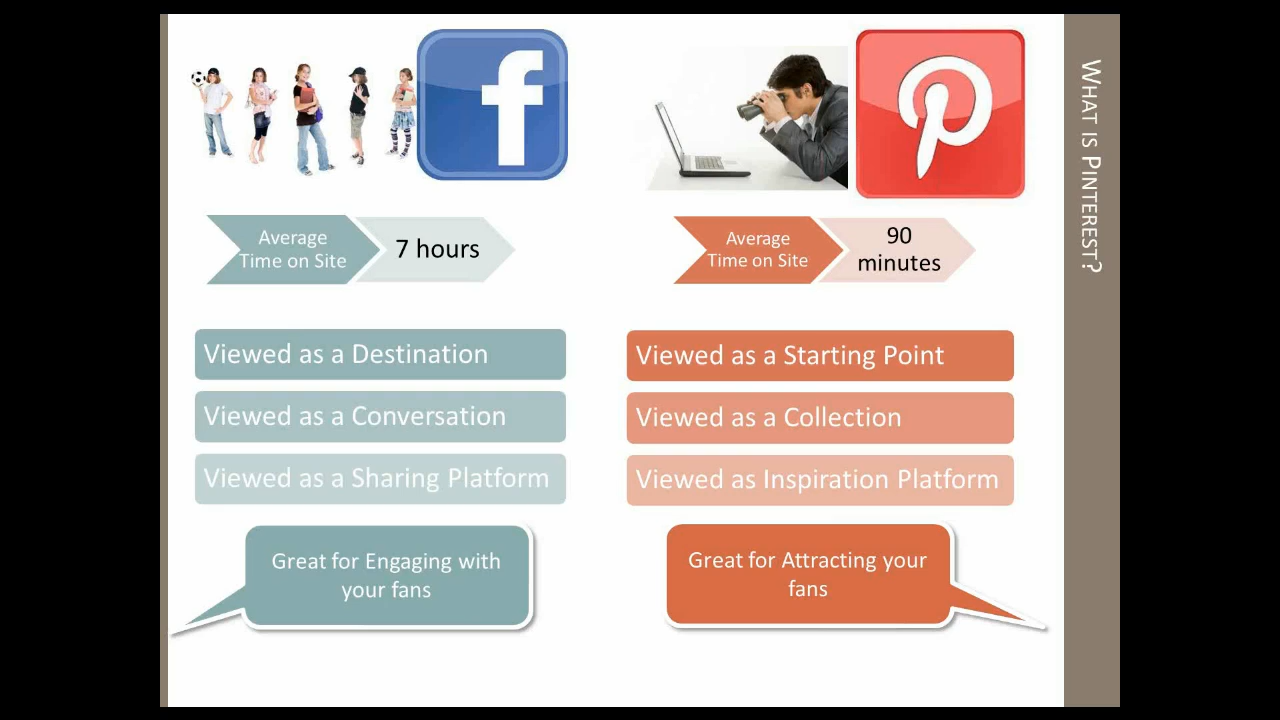 WHAT IS PINTEREST?
f
Average
Time on Site
7 hours
Viewed as a Destination
Viewed as a Conversation
Viewed as a Sharing Platform
Great for Engaging with
your fans
Average
Time on Site
90
minutes
Viewed as a Starting Point
Viewed as a Collection
Viewed as Inspiration Platform
Great for Attracting your
fans